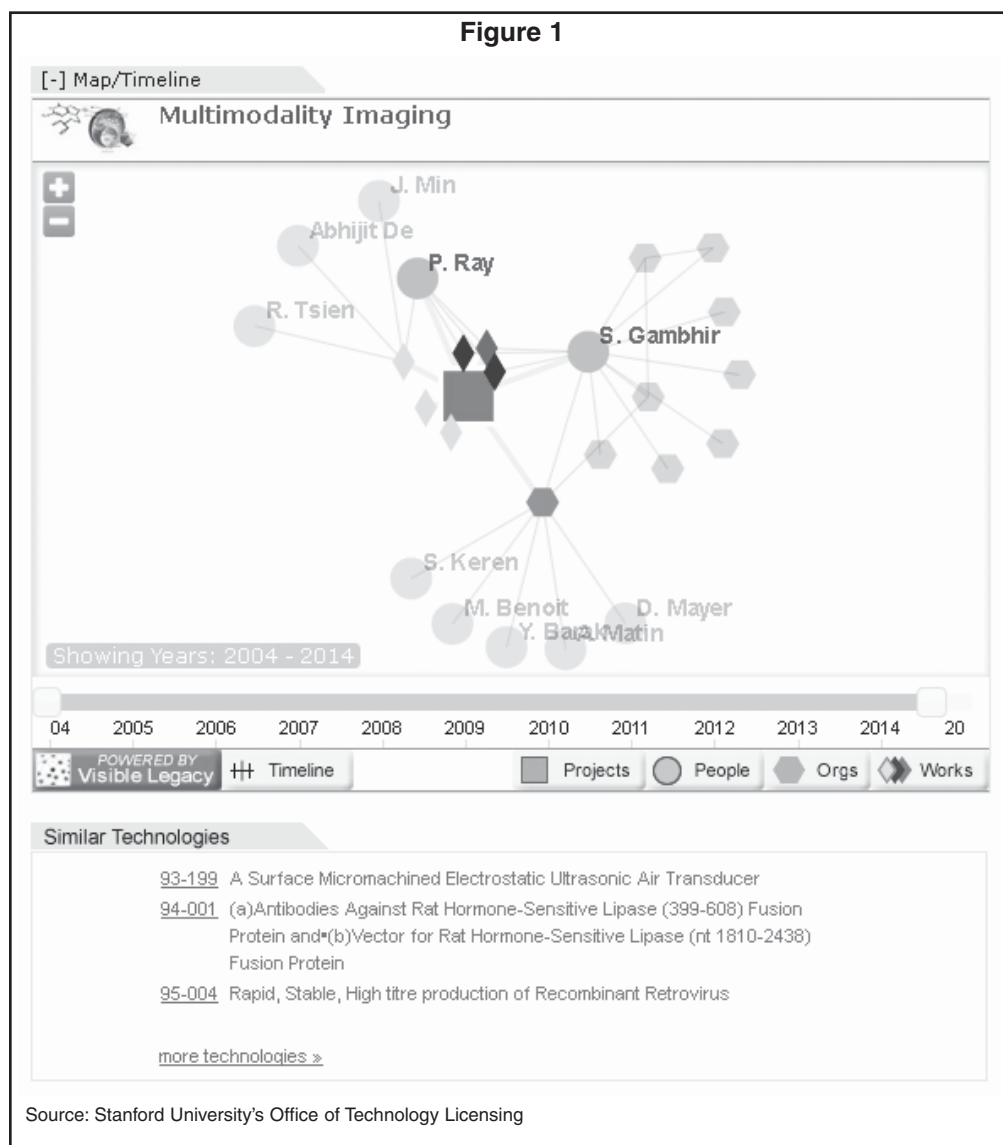 Figure 1
[-] Map/Timeline
Multimodality Imaging
J. Min
Abhijit De
P. Ray
R. Tsien
S. Gambhir
S. Keren
M. Benoit
D. Mayer
Y. Barak
Matin
Showing Years: 2004 - 2014
04 2005 2006 2007 2008 2009 2010 2011 2012 2013 2014 20
POWERED BY
Visible Legacy
Timeline
Projects
People
Orgs
Works
Similar Technologies
93-199 A Surface Micromachined Electrostatic Ultrasonic Air Transducer
94-001 (a)Antibodies Against Rat Hormone-Sensitive Lipase (399-608) Fusion
Protein and▪(b)Vector for Rat Hormone-Sensitive Lipase (nt 1810-2438)
Fusion Protein
95-004 Rapid, Stable, High titre production of Recombinant Retrovirus
more technologies »
Source: Stanford University's Office of Technology Licensing